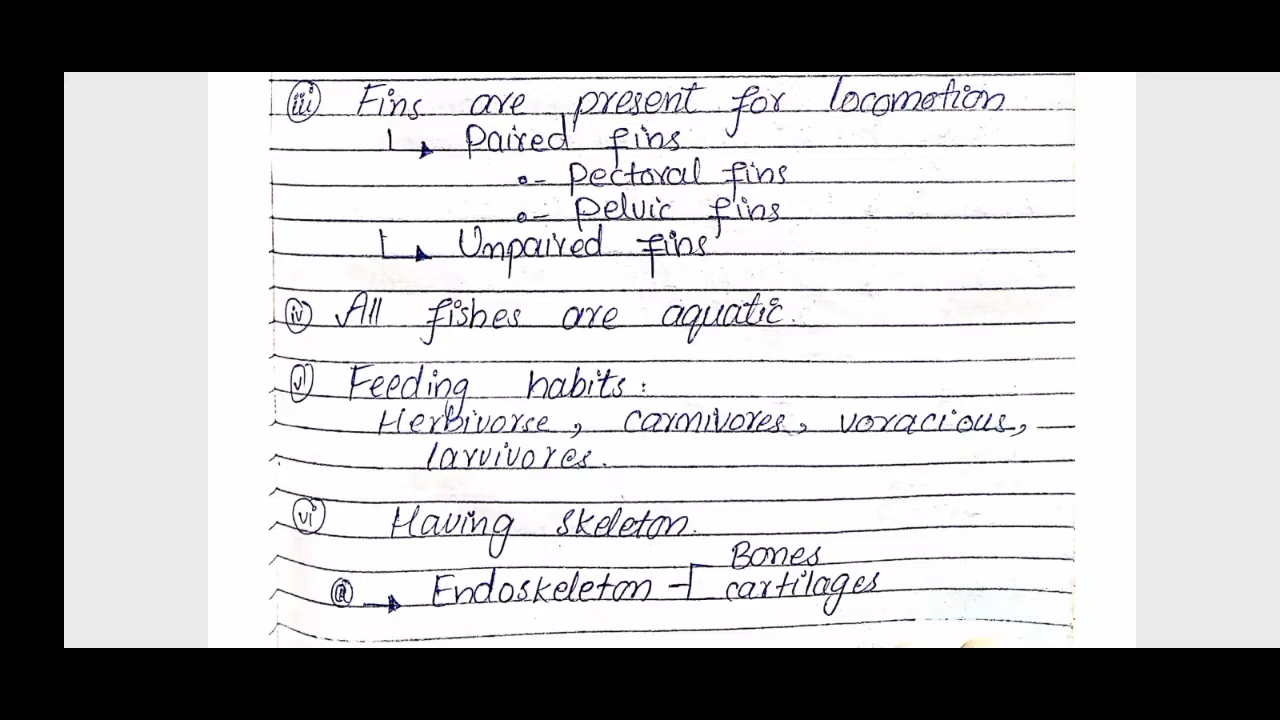 (iii) Fins are present for locomotion
↳ Paired fins
∘- Pectoral fins
∘- Pelvic fins
↳ Unpaired fins
(iv) All fishes are aquatic.
(v) Feeding habits:
Herbivorse, carnivores, voracious,
larvivores.
(vi) Having skeleton.
Bones
(a) → Endoskeleton -[ cartilages